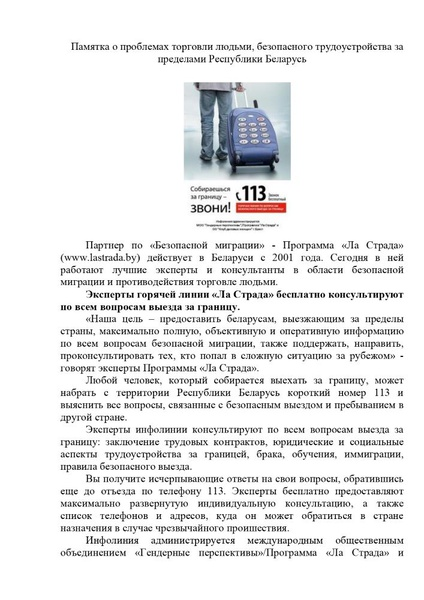 Памятка о проблемах торговли людьми, безопасного трудоустройства за
пределами Республики Беларусь
Собираешься
за границу –
ЗВОНИ!
113
Звонок
бесплатный
Партнер по «Безопасной миграции» - Программа «Ла Страда»
(www.lastrada.by) действует в Беларуси с 2001 года. Сегодня в ней
работают лучшие эксперты и консультанты в области безопасной
миграции и противодействия торговле людьми.
Эксперты горячей линии «Ла Страда» бесплатно консультируют
по всем вопросам выезда за границу.
«Наша цель – предоставить беларусам, выезжающим за пределы
страны, максимально полную, объективную и оперативную информацию
по всем вопросам безопасной миграции, также поддержать, направить,
проконсультировать тех, кто попал в сложную ситуацию за рубежом» -
говорят эксперты Программы «Ла Страда».
Любой человек, который собирается выехать за границу, может
набрать с территории Республики Беларусь короткий номер 113 и
выяснить все вопросы, связанные с безопасным выездом и пребыванием в
другой стране.
Эксперты инфолинии консультируют по всем вопросам выезда за
границу: заключение трудовых контрактов, юридические и социальные
аспекты трудоустройства за границей, брака, обучения, иммиграции,
правила безопасного выезда.
Вы получите исчерпывающие ответы на свои вопросы, обратившись
еще до отъезда по телефону 113. Эксперты бесплатно предоставляют
максимально развернутую индивидуальную консультацию, а также
список телефонов и адресов, куда он может обратиться в стране
назначения в случае чрезвычайного происшествия.
Инфолиния администрируется международным общественным
объединением «Гендерные перспективы»/Программа «Ла Страда» и